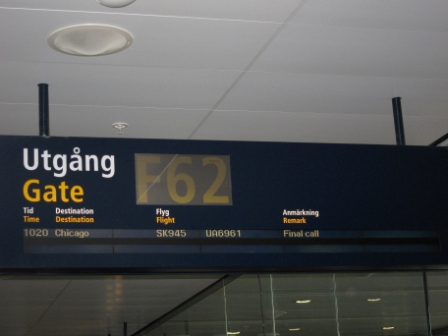 Utgång F62
Gate
Tid Destination Flyg Anmärkning
Time Destination Flight Remark
1020 Chicago SK945 UA6961 Final call